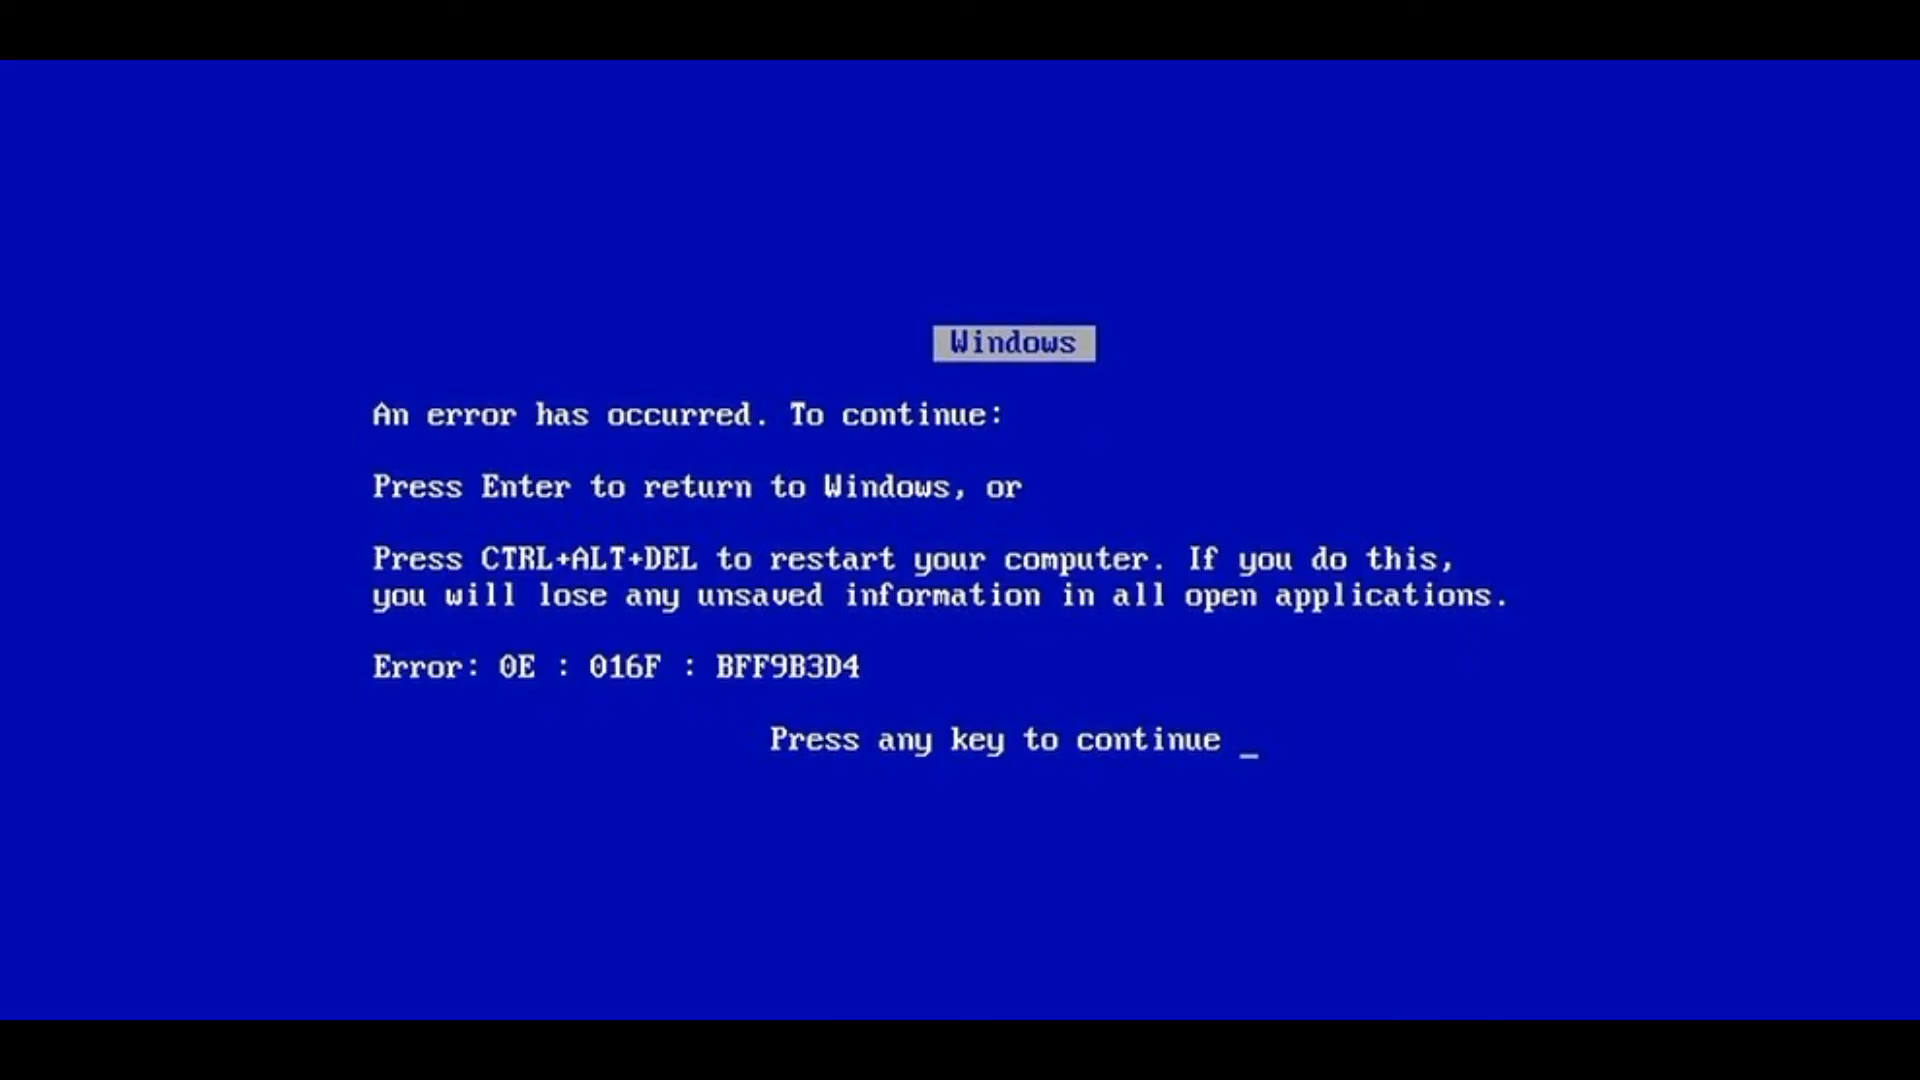 Windows
An error has occurred. To continue:
Press Enter to return to Windows, or
Press CTRL+ALT+DEL to restart your computer. If you do this,
you will lose any unsaved information in all open applications.
Error: 0E : 016F : BFF9B3D4
Press any key to continue _